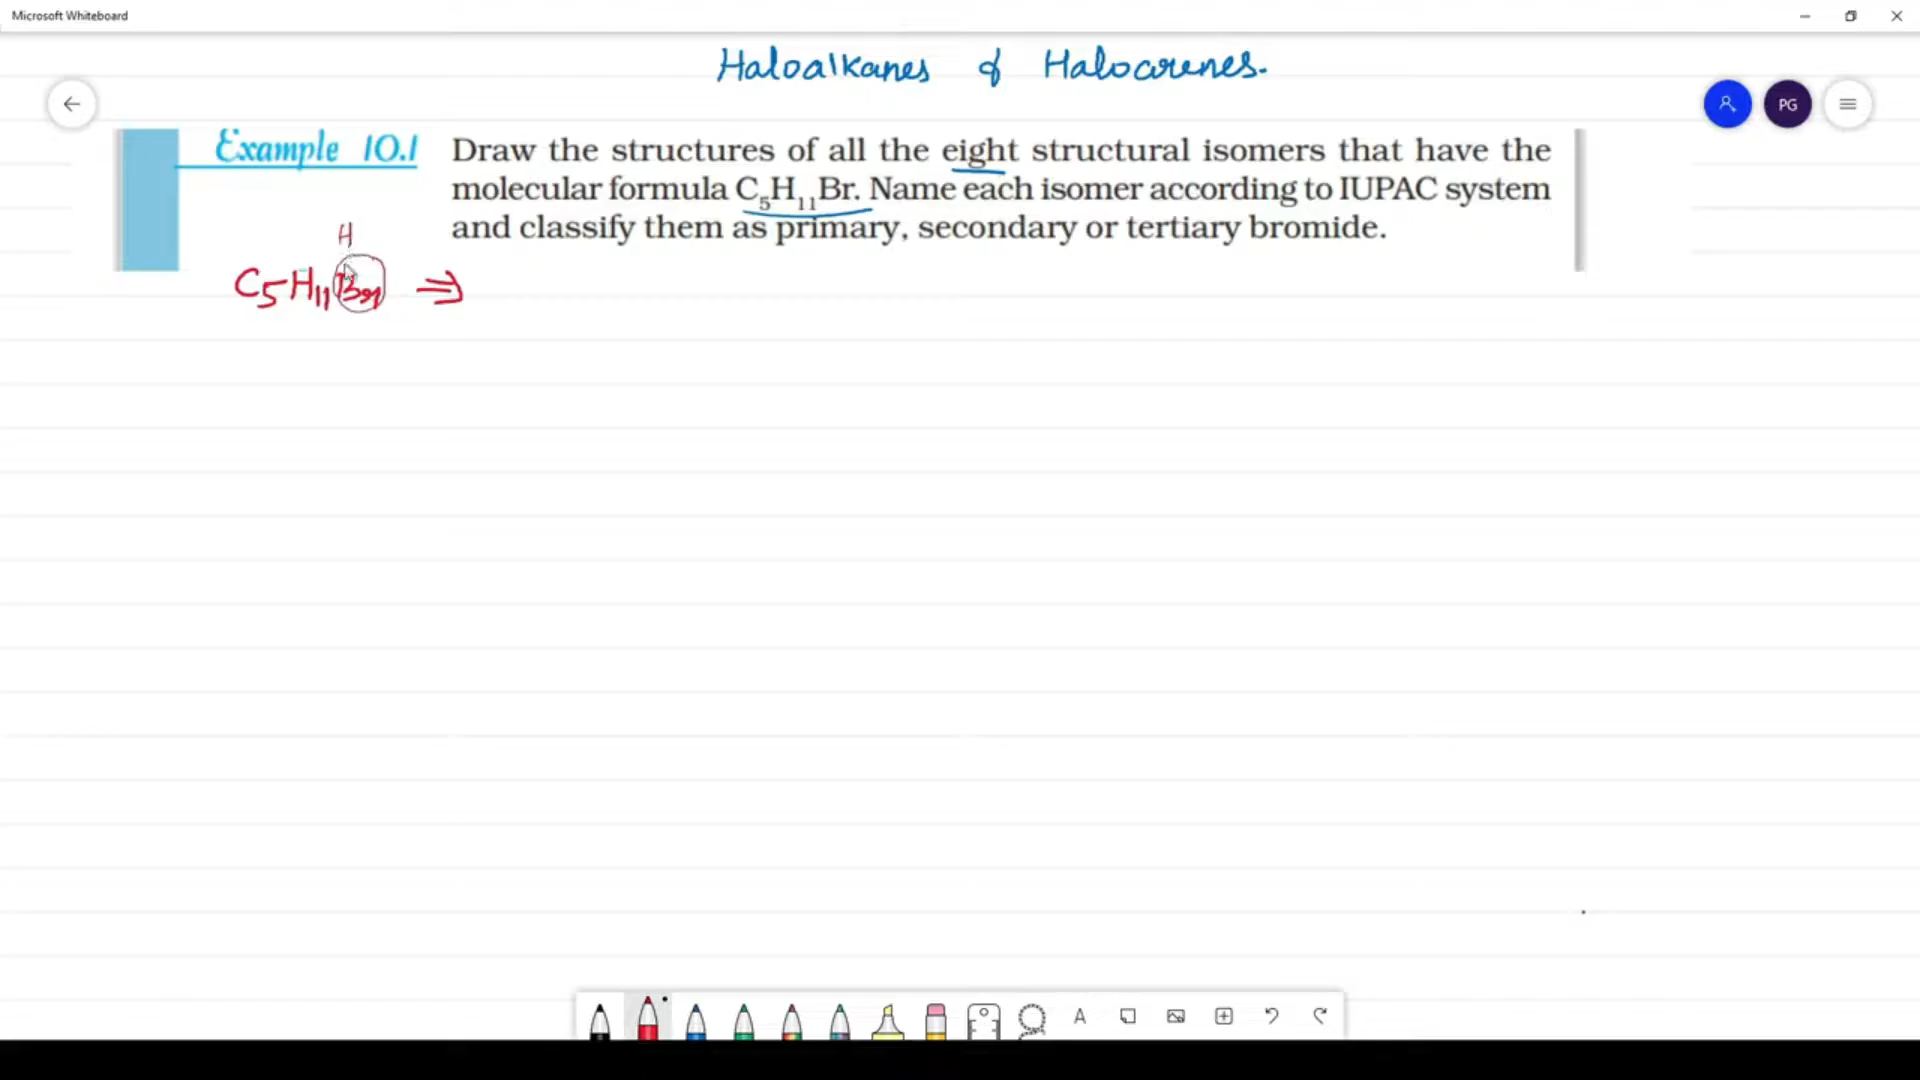 Microsoft Whiteboard
Haloalkanes & Haloarenes.
PG
Example 10.1 Draw the structures of all the eight structural isomers that have the
molecular formula C₅H₁₁Br. Name each isomer according to IUPAC system
and classify them as primary, secondary or tertiary bromide.
H
C₅H₁₁Br ⇒
A